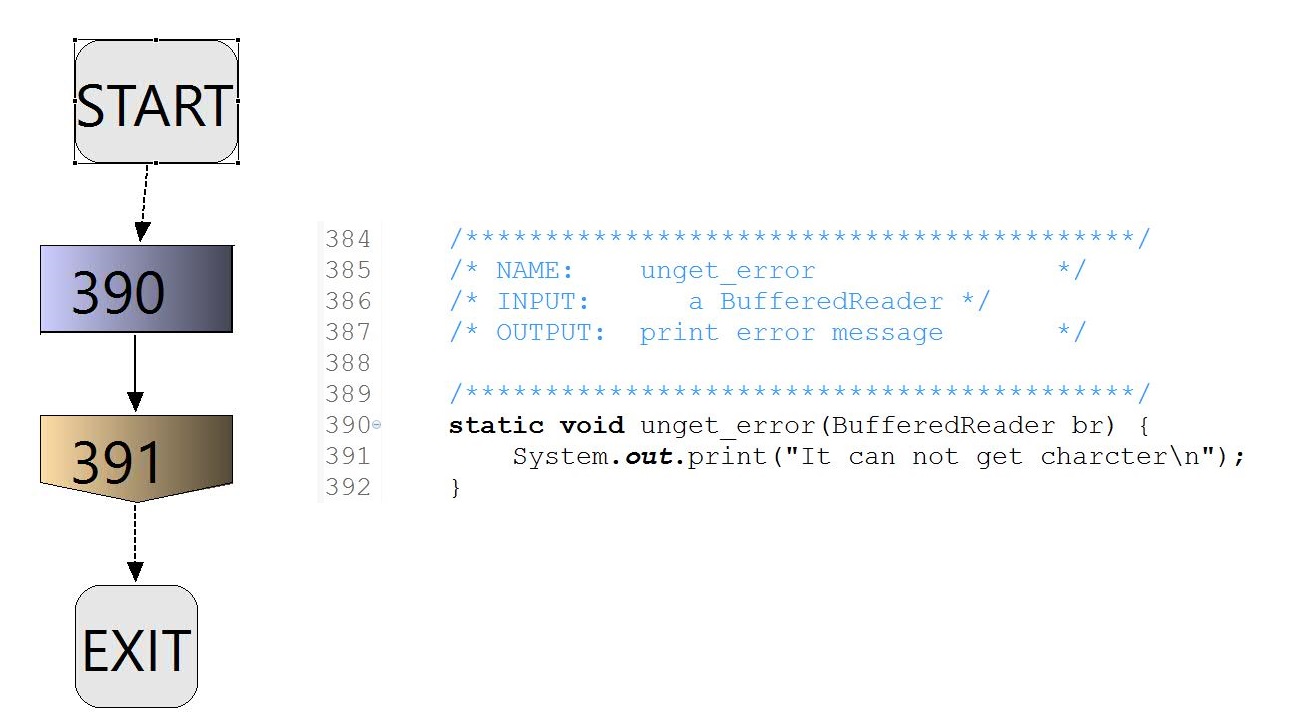 START
390
391
EXIT
384 /******************************************/
385 /* NAME: unget_error */
386 /* INPUT: a BufferedReader */
387 /* OUTPUT: print error message */
388
389 /******************************************/
390 static void unget_error(BufferedReader br) {
391 System.out.print("It can not get charcter\n");
392 }